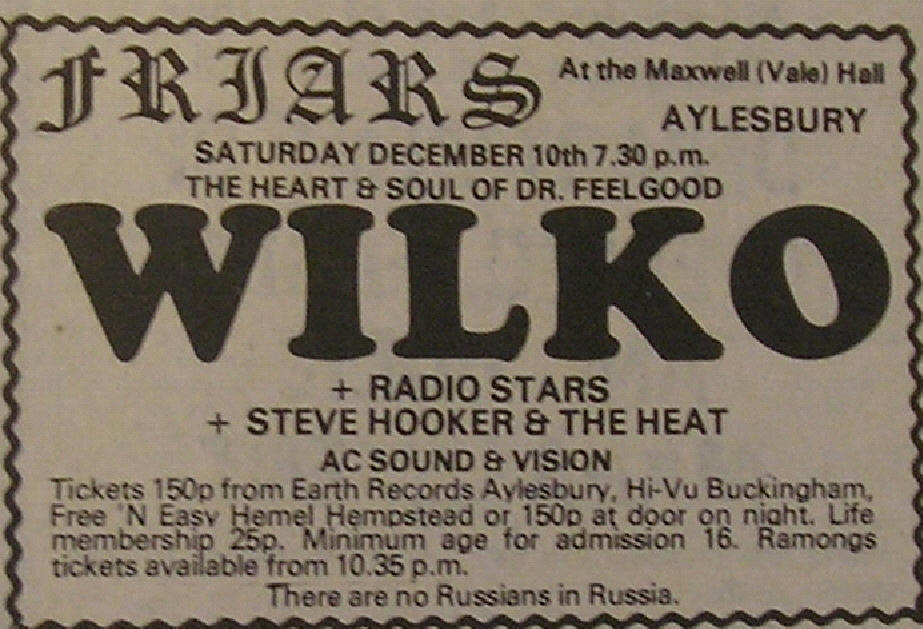 FRIARS At the Maxwell (Vale) Hall
AYLESBURY
SATURDAY DECEMBER 10th 7.30 p.m.
THE HEART & SOUL OF DR. FEELGOOD
WILKO
+ RADIO STARS
+ STEVE HOOKER & THE HEAT
AC SOUND & VISION
Tickets 150p from Earth Records Aylesbury, Hi-Vu Buckingham,
Free 'N Easy Hemel Hempstead or 150p at door on night. Life
membership 25p. Minimum age for admission 16. Ramongs
tickets available from 10.35 p.m.
There are no Russians in Russia.